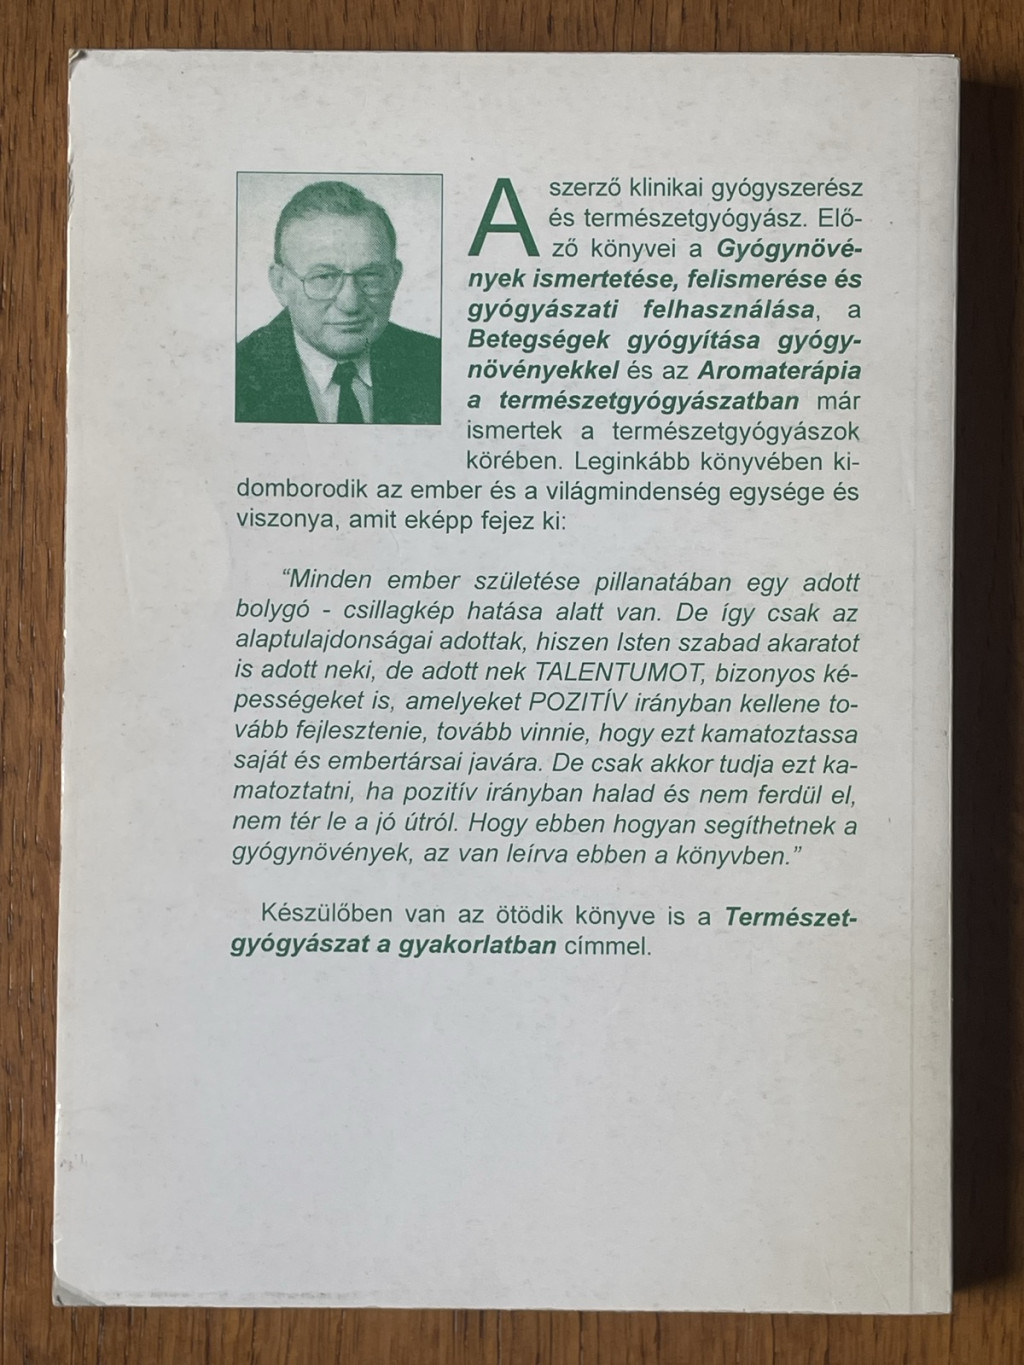 A szerző klinikai gyógyszerész
és természetgyógyász. Elő-
ző könyvei a Gyógynövé-
nyek ismertetése, felismerése és
gyógyászati felhasználása, a
Betegségek gyógyítása gyógy-
növényekkel és az Aromaterápia
a természetgyógyászatban már
ismertek a természetgyógyászok
körében. Leginkább könyvében ki-
domborodik az ember és a világmindenség egysége és
viszonya, amit eképp fejez ki:
"Minden ember születése pillanatában egy adott
bolygó - csillagkép hatása alatt van. De így csak az
alaptulajdonságai adottak, hiszen Isten szabad akaratot
is adott neki, de adott nek TALENTUMOT, bizonyos ké-
pességeket is, amelyeket POZITÍV irányban kellene to-
vább fejlesztenie, tovább vinnie, hogy ezt kamatoztassa
saját és embertársai javára. De csak akkor tudja ezt ka-
matoztatni, ha pozitív irányban halad és nem ferdül el,
nem tér le a jó útról. Hogy ebben hogyan segíthetnek a
gyógynövények, az van leírva ebben a könyvben."
Készülőben van az ötödik könyve is a Természet-
gyógyászat a gyakorlatban címmel.